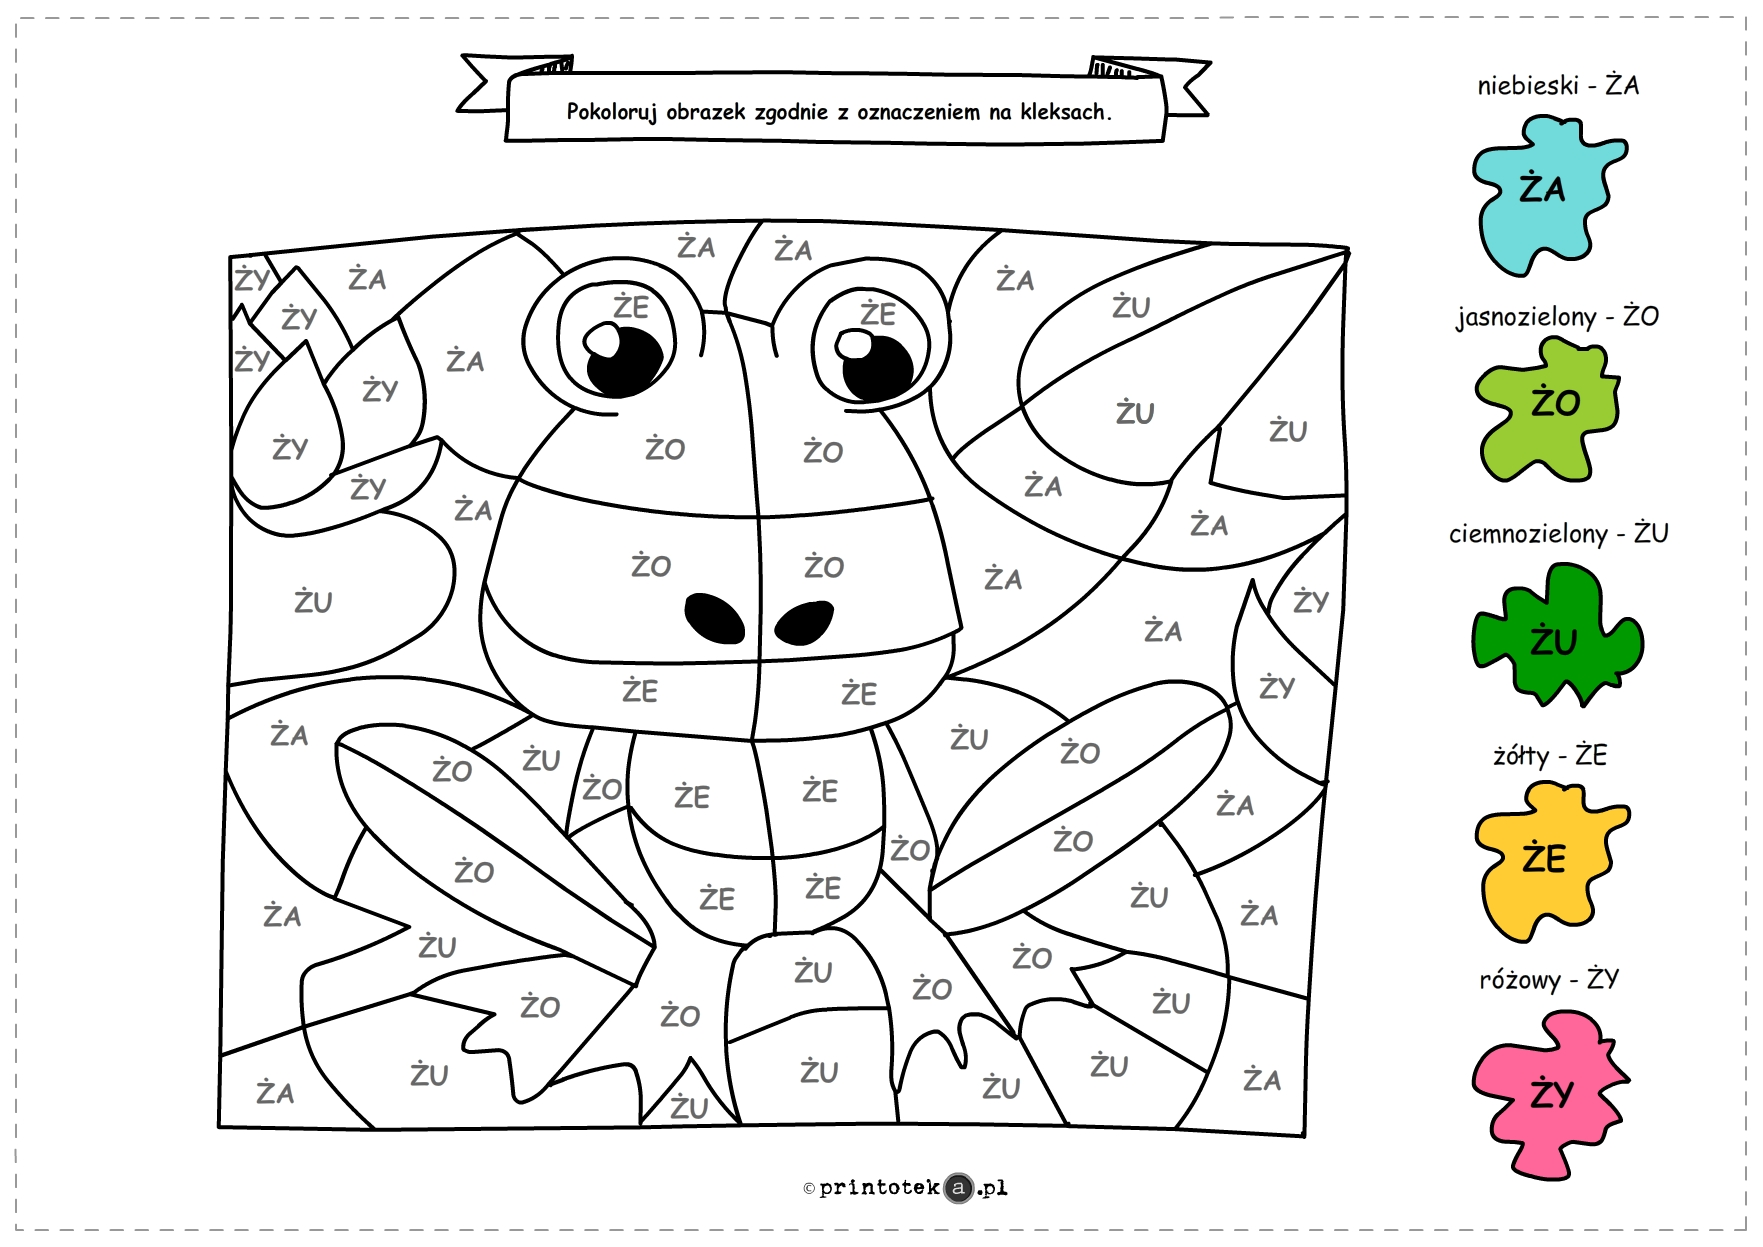 Pokoloruj obrazek zgodnie z oznaczeniem na kleksach.
niebieski - ŻA
ŻA
jasnozielony - ŻO
ŻO
ciemnozielony - ŻU
ŻU
żółty - ŻE
ŻE
różowy - ŻY
ŻY
ŻA ŻA
ŻY ŻA ŻA
ŻY ŻE ŻE ŻU
ŻY ŻA
ŻY ŻU ŻU
ŻY ŻO ŻO
ŻY ŻA ŻA
ŻA ŻA
ŻO ŻO ŻA
ŻU ŻY
ŻA
ŻE ŻE ŻY
ŻA ŻU ŻU ŻO
ŻO ŻO ŻE ŻE ŻA
ŻO ŻO
ŻO ŻE ŻE ŻU
ŻA ŻA
ŻU ŻU ŻO
ŻO ŻO ŻO ŻU
ŻU ŻU ŻU
ŻA ŻU ŻU ŻA
© printoteka.pl